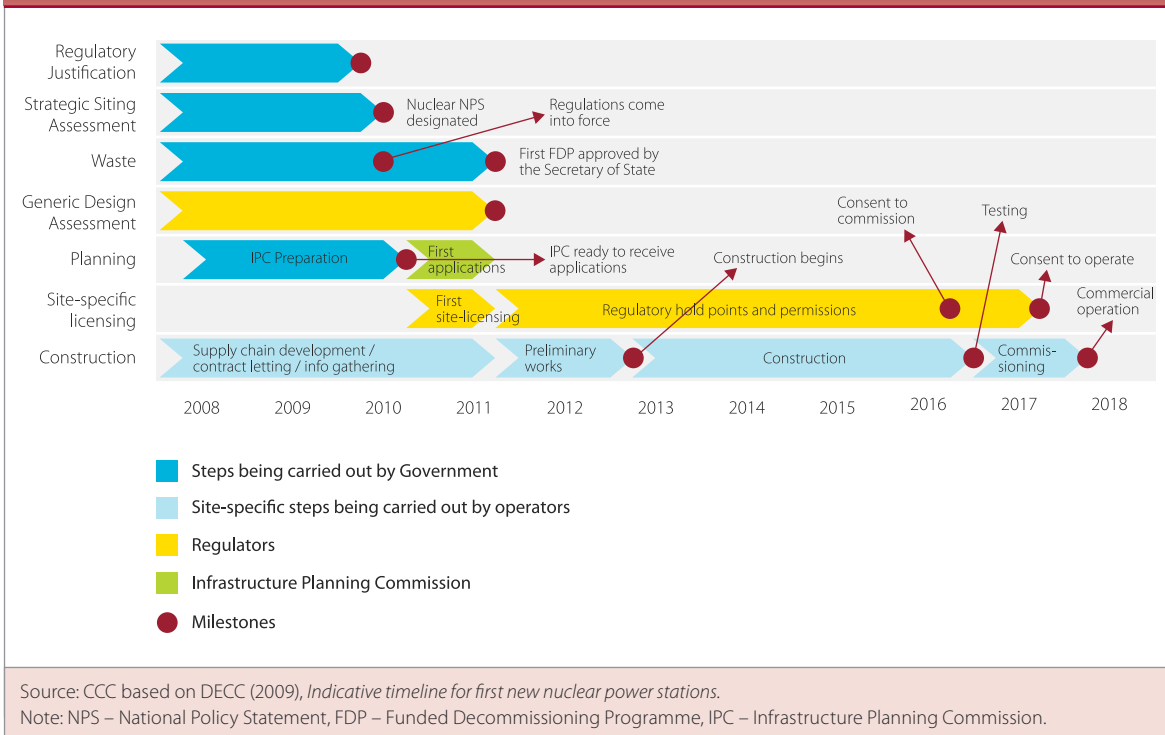 Regulatory
Justification
Strategic Siting
Assessment
Nuclear NPS
designated
Regulations come
into force
Waste
First FDP approved by
the Secretary of State
Generic Design
Assessment
Consent to
commission
Testing
Planning
IPC Preparation
First
applications
IPC ready to receive
applications
Construction begins
Consent to operate
Site-specific
licensing
First
site-licensing
Regulatory hold points and permissions
Commercial
operation
Construction
Supply chain development /
contract letting / info gathering
Preliminary
works
Construction
Commis-
sioning
2008 2009 2010 2011 2012 2013 2014 2015 2016 2017 2018
Steps being carried out by Government
Site-specific steps being carried out by operators
Regulators
Infrastructure Planning Commission
Milestones
Source: CCC based on DECC (2009), Indicative timeline for first new nuclear power stations.
Note: NPS – National Policy Statement, FDP – Funded Decommissioning Programme, IPC – Infrastructure Planning Commission.